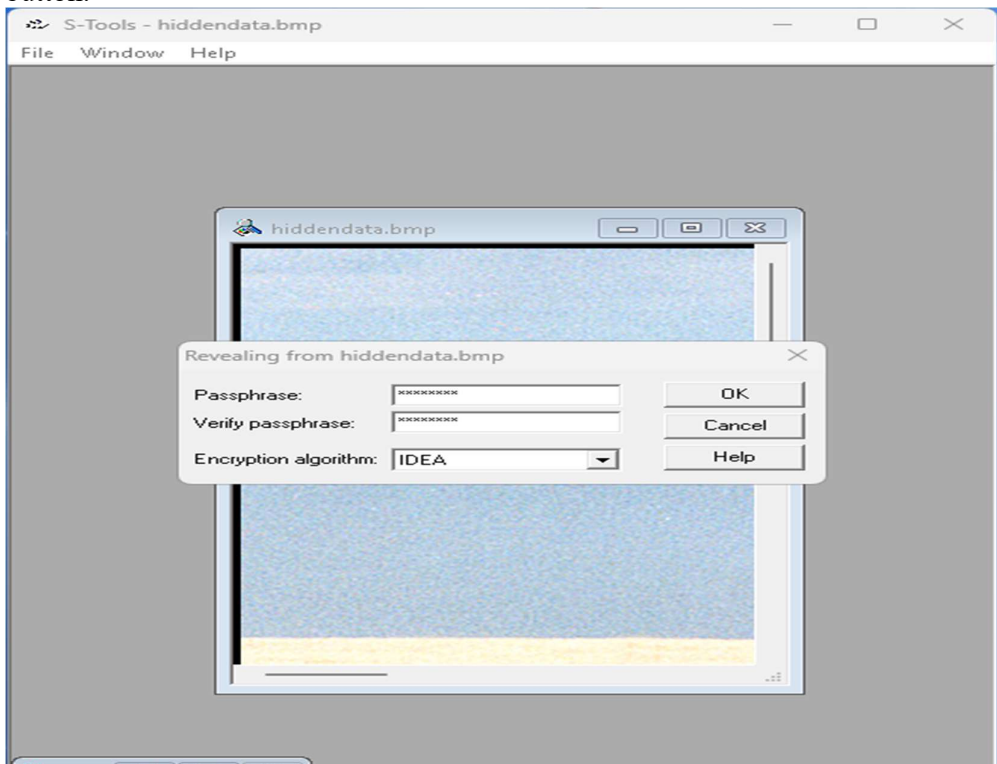 S-Tools - hiddendata.bmp
File Window Help
hiddendata.bmp
Revealing from hiddendata.bmp
Passphrase: ******** OK
Verify passphrase: ******** Cancel
Encryption algorithm: IDEA Help